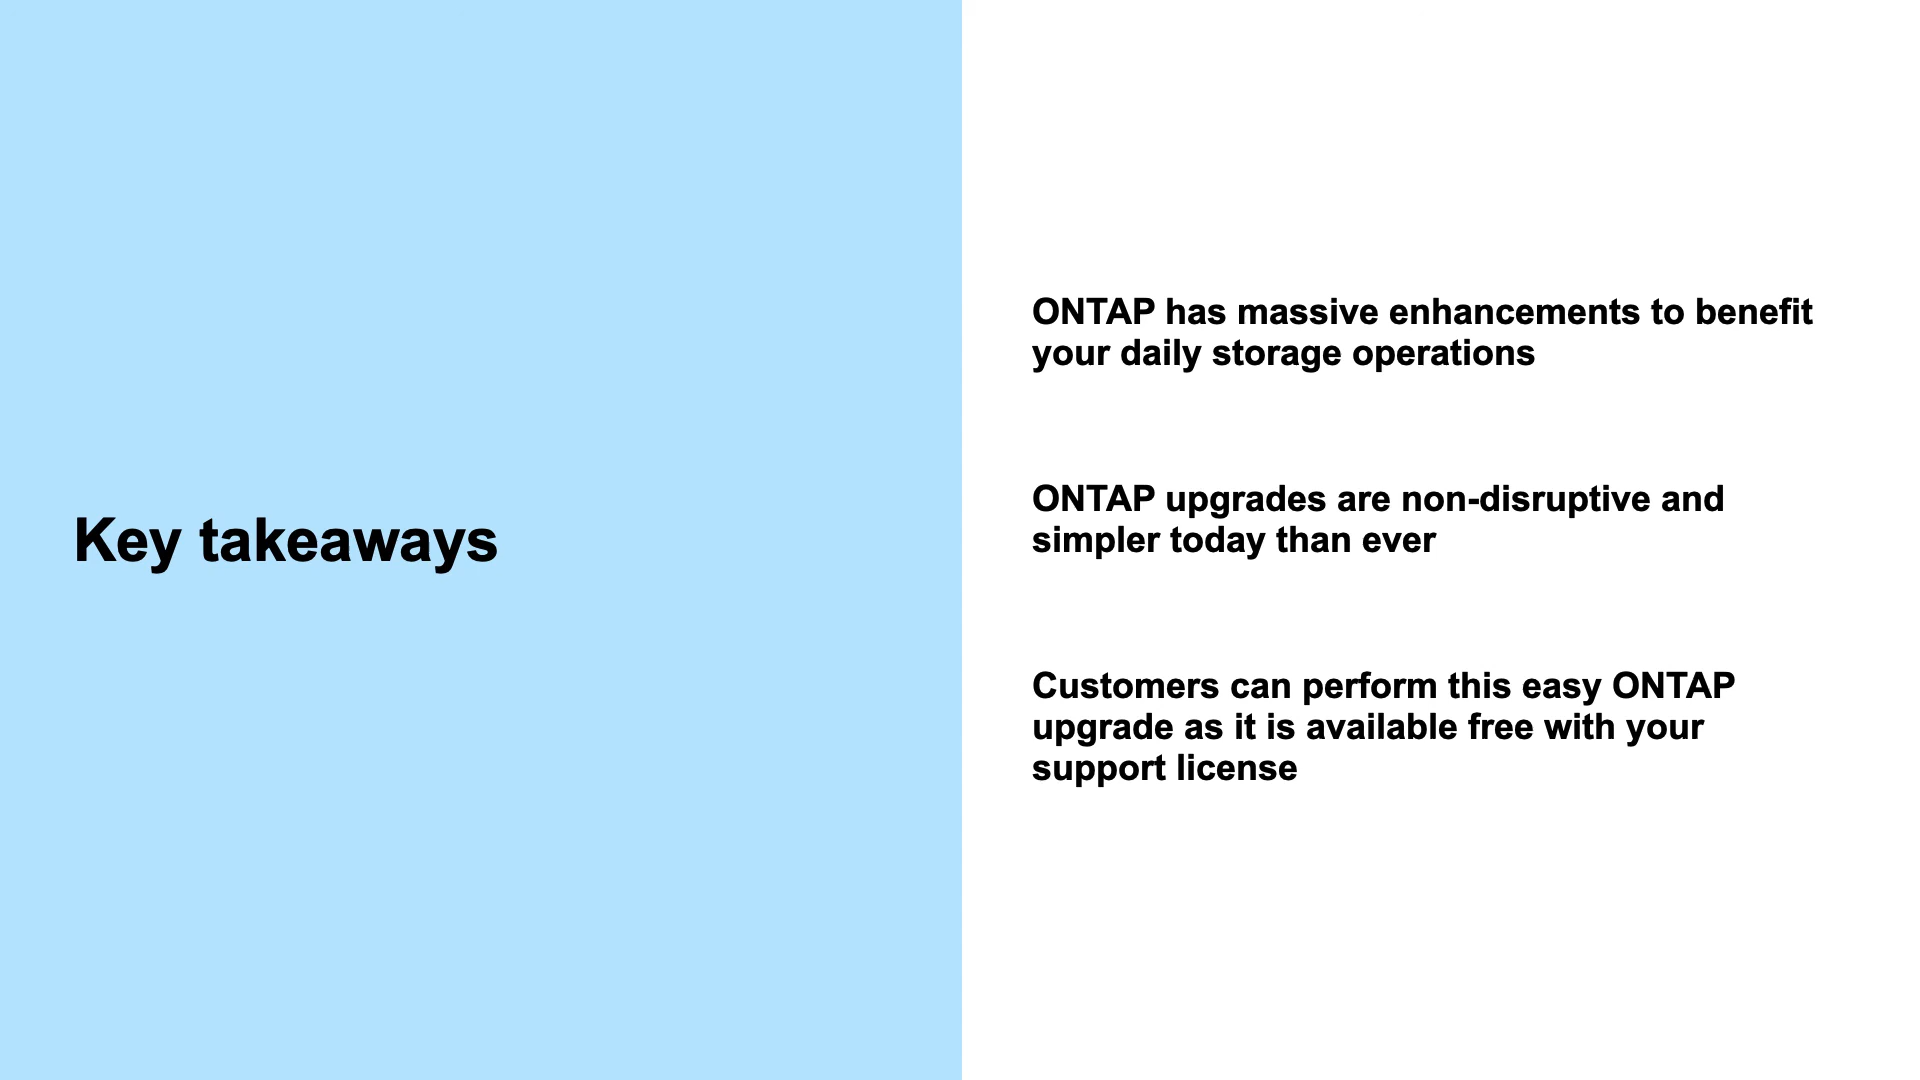 Key takeaways
ONTAP has massive enhancements to benefit
your daily storage operations
ONTAP upgrades are non-disruptive and
simpler today than ever
Customers can perform this easy ONTAP
upgrade as it is available free with your
support license